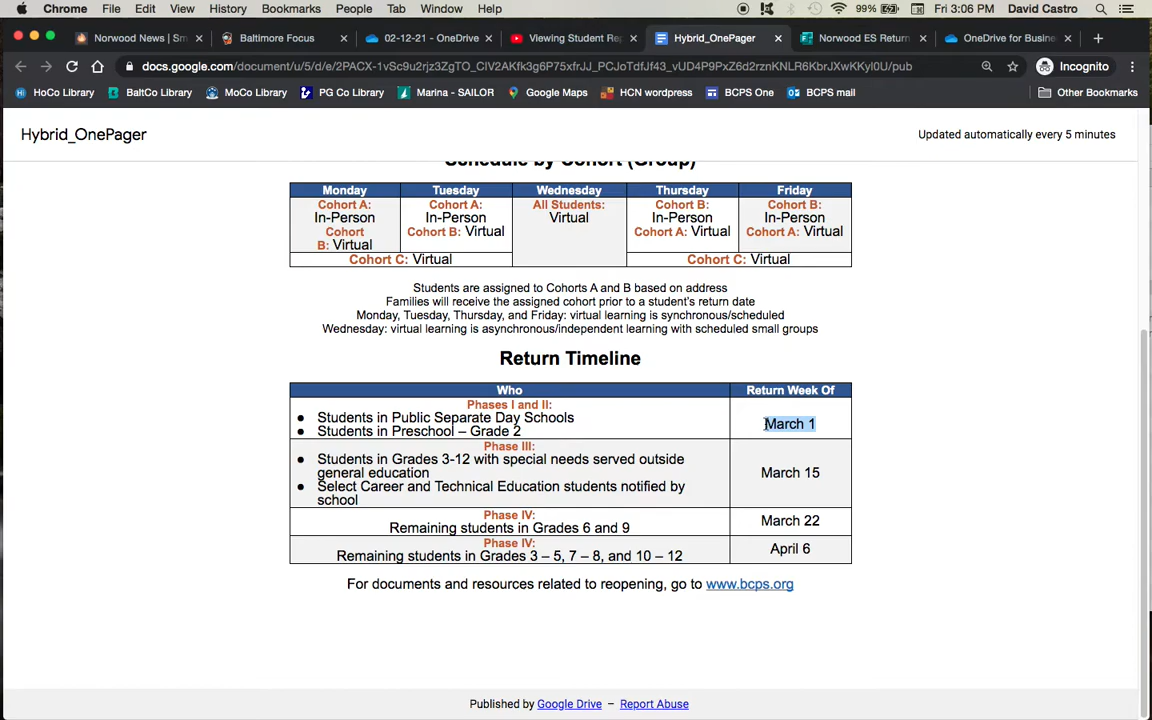 Chrome File Edit View History Bookmarks People Tab Window Help 99% Fri 3:06 PM David Castro
Norwood News | Sm Baltimore Focus 02-12-21 - OneDrive Viewing Student Rep Hybrid_OnePager Norwood ES Return OneDrive for Busine
docs.google.com/document/u/5/d/e/2PACX-1vSc9u2rjz3ZgTO_CIV2AKfk3g6P75xfrJJ_PCJoTdfJf43_vUD4P9PxZ6d2rznKNLR6KbrJXwKKyl0U/pub Incognito
HoCo Library BaltCo Library MoCo Library PG Co Library Marina - SAILOR Google Maps HCN wordpress BCPS One BCPS mail Other Bookmarks
Hybrid_OnePager Updated automatically every 5 minutes
Schedule by Cohort (Group)
Monday Tuesday Wednesday Thursday Friday
Cohort A: Cohort A: All Students: Cohort B: Cohort B:
In-Person In-Person Virtual In-Person In-Person
Cohort Cohort B: Virtual Cohort A: Virtual Cohort A: Virtual
B: Virtual
Cohort C: Virtual Cohort C: Virtual
Students are assigned to Cohorts A and B based on address
Families will receive the assigned cohort prior to a student's return date
Monday, Tuesday, Thursday, and Friday: virtual learning is synchronous/scheduled
Wednesday: virtual learning is asynchronous/independent learning with scheduled small groups
Return Timeline
Who Return Week Of
Phases I and II:
● Students in Public Separate Day Schools
● Students in Preschool – Grade 2
March 1
Phase III:
● Students in Grades 3-12 with special needs served outside
general education
● Select Career and Technical Education students notified by
school
March 15
Phase IV:
Remaining students in Grades 6 and 9
March 22
Phase IV:
Remaining students in Grades 3 – 5, 7 – 8, and 10 – 12
April 6
For documents and resources related to reopening, go to www.bcps.org
Published by Google Drive – Report Abuse